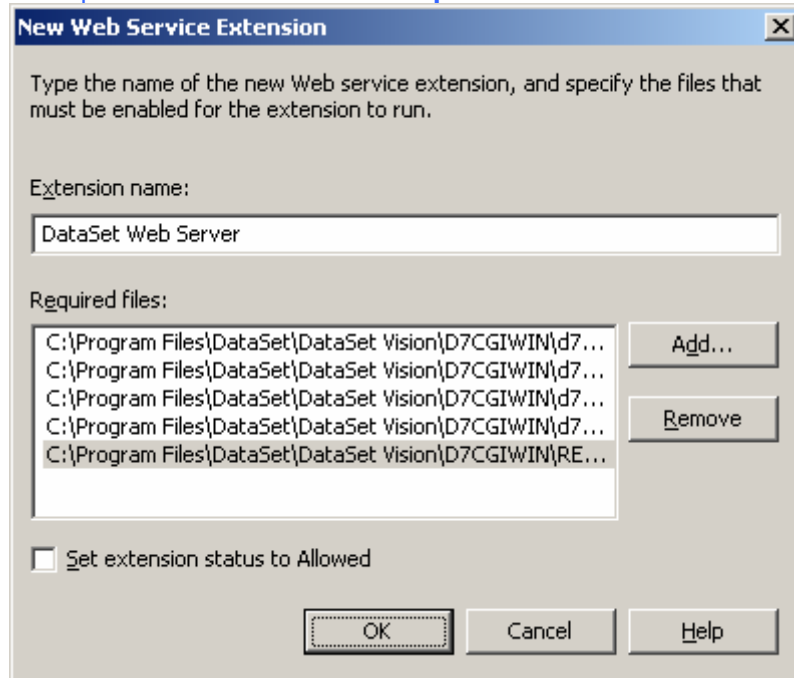 New Web Service Extension
Type the name of the new Web service extension, and specify the files that
must be enabled for the extension to run.
Extension name:
DataSet Web Server
Required files:
C:\Program Files\DataSet\DataSet Vision\D7CGIWIN\d7...
C:\Program Files\DataSet\DataSet Vision\D7CGIWIN\d7...
C:\Program Files\DataSet\DataSet Vision\D7CGIWIN\d7...
C:\Program Files\DataSet\DataSet Vision\D7CGIWIN\d7...
C:\Program Files\DataSet\DataSet Vision\D7CGIWIN\RE...
Add...
Remove
Set extension status to Allowed
OK
Cancel
Help